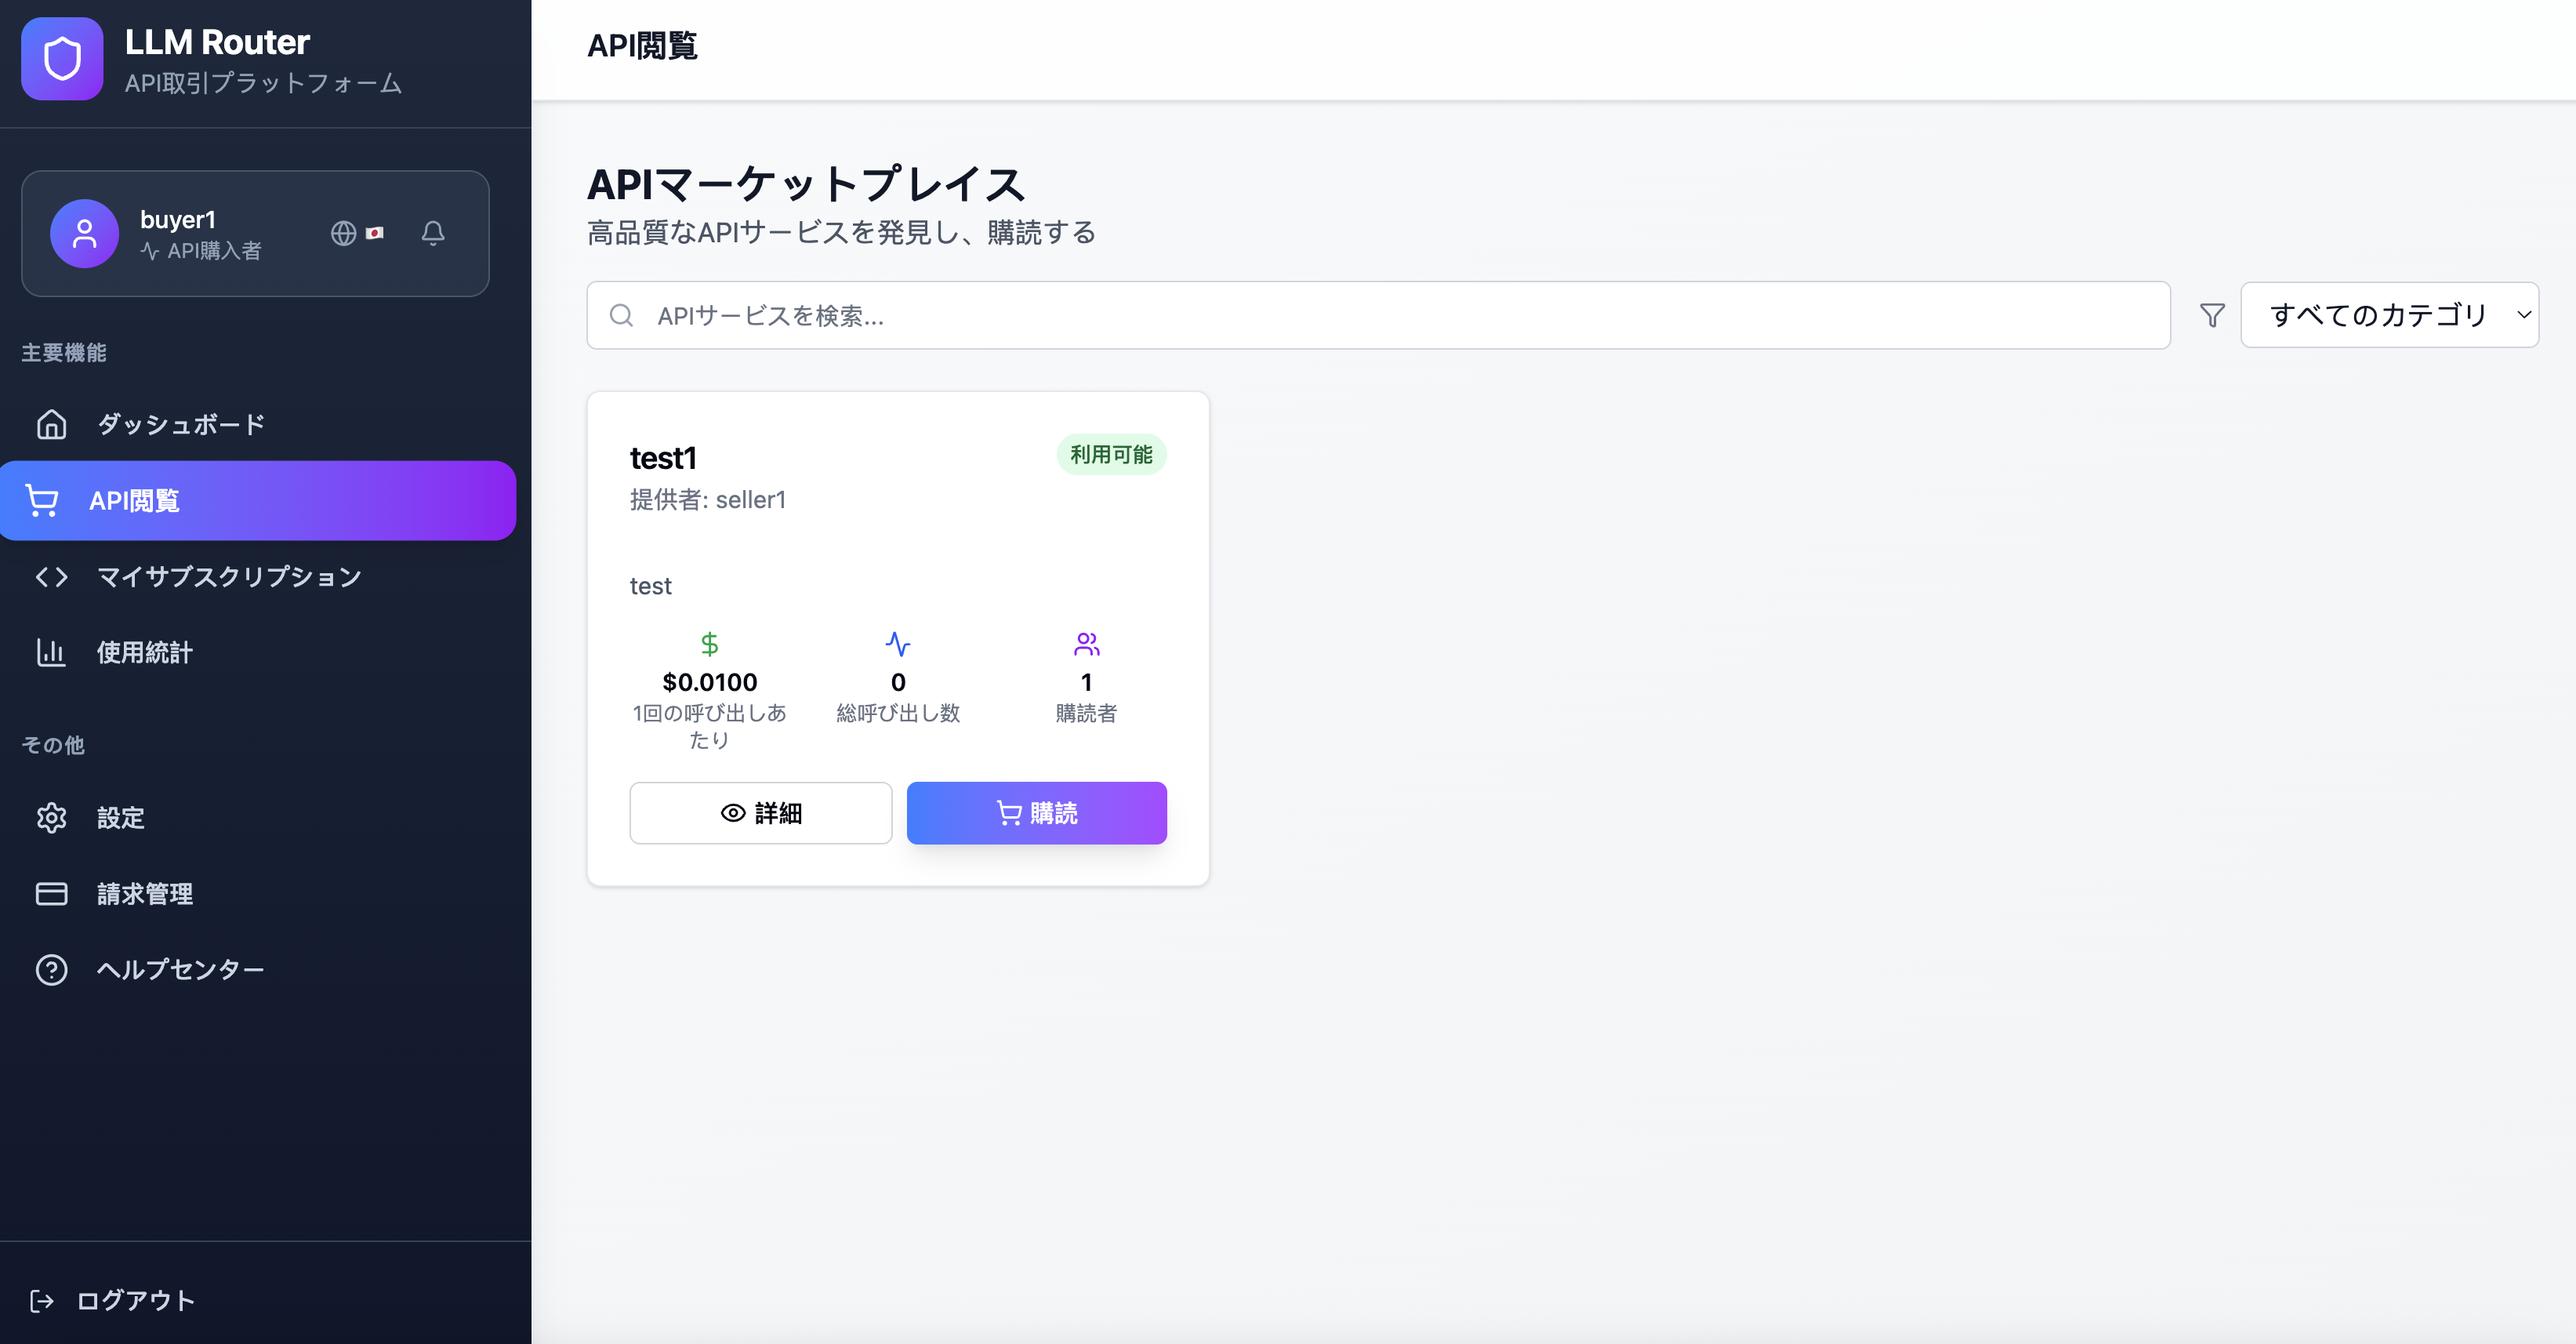 LLM Router
API取引プラットフォーム
buyer1
API購入者
主要機能
ダッシュボード
API閲覧
マイサブスクリプション
使用統計
その他
設定
請求管理
ヘルプセンター
ログアウト
API閲覧
APIマーケットプレイス
高品質なAPIサービスを発見し、購読する
APIサービスを検索...
すべてのカテゴリ
test1
利用可能
提供者: seller1
test
$0.0100
1回の呼び出しあ
たり
0
総呼び出し数
1
購読者
詳細
購読